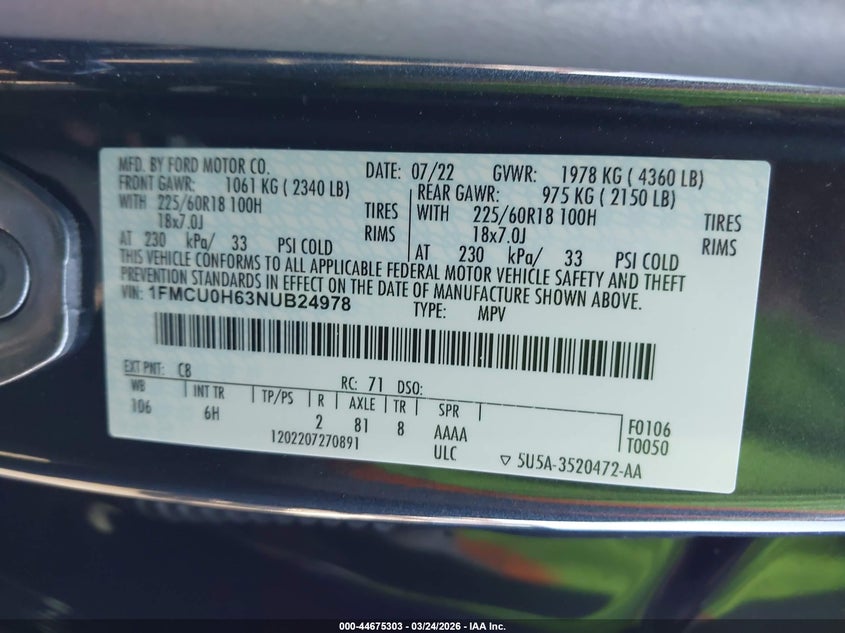 MFD. BY FORD MOTOR CO. DATE: 07/22 GVWR: 1978 KG ( 4360 LB)
FRONT GAWR: 1061 KG ( 2340 LB) REAR GAWR: 975 KG ( 2150 LB)
WITH 225/60R18 100H TIRES WITH 225/60R18 100H TIRES
18x7.0J RIMS 18x7.0J RIMS
AT 230 kPa/ 33 PSI COLD AT 230 kPa/ 33 PSI COLD
THIS VEHICLE CONFORMS TO ALL APPLICABLE FEDERAL MOTOR VEHICLE SAFETY AND THEFT
PREVENTION STANDARDS IN EFFECT ON THE DATE OF MANUFACTURE SHOWN ABOVE.
VIN: 1FMCU0H63NUB24978 TYPE: MPV
EXT PNT: C8 RC: 71 DSO:
WB INT TR TP/PS R AXLE TR SPR
106 6H 2 81 8 AAAA F0106
1202207270891 ULC T0050
▽ 5U5A-3520472-AA
000-44675303 - 03/24/2026 - IAA Inc.